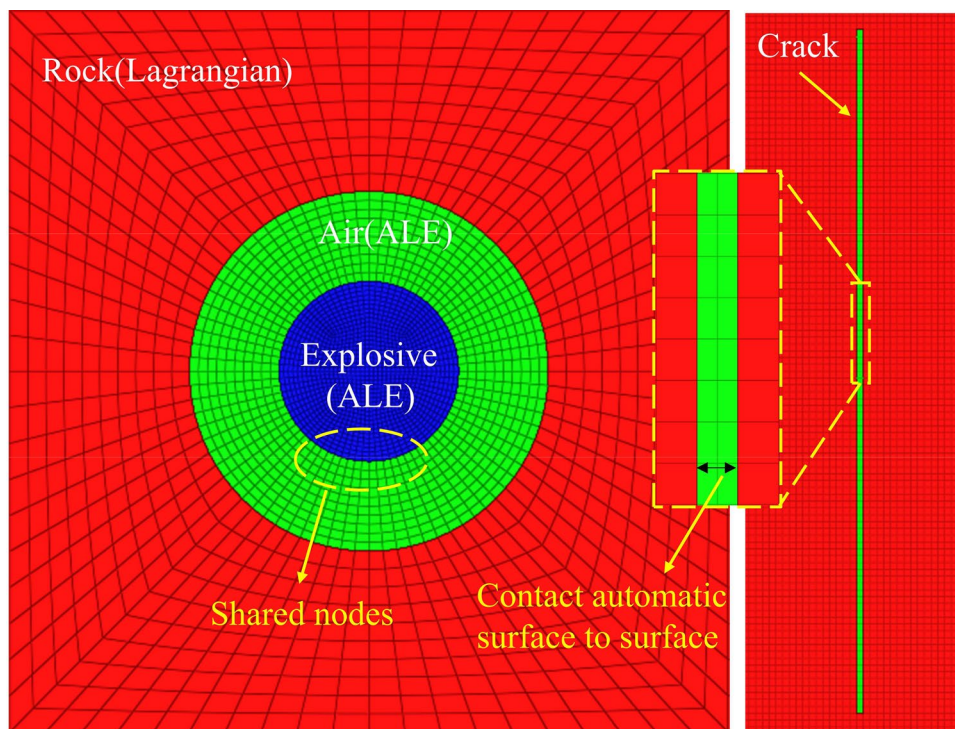 Rock(Lagrangian)
Crack
Air(ALE)
Explosive
(ALE)
Shared nodes
Contact automatic
surface to surface